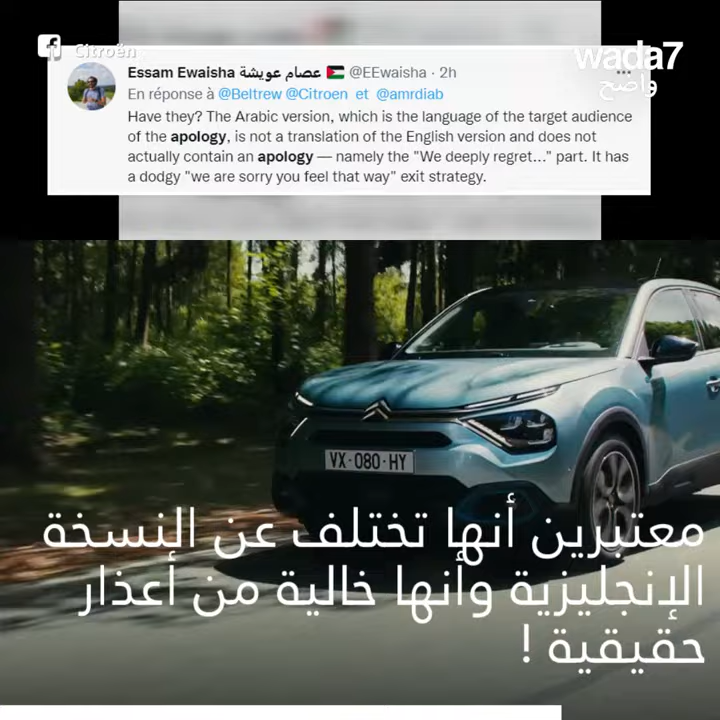 Citroën
wada7
واضح
Essam Ewaisha عصام عويشة 🇵🇸 @EEwaisha · 2h
En réponse à @Beltrew @Citroen et @amrdiab
Have they? The Arabic version, which is the language of the target audience
of the apology, is not a translation of the English version and does not
actually contain an apology — namely the "We deeply regret..." part. It has
a dodgy "we are sorry you feel that way" exit strategy.
VX-080-HY
معتبرين أنها تختلف عن النسخة
الإنجليزية وأنها خالية من أعذار
حقيقية !